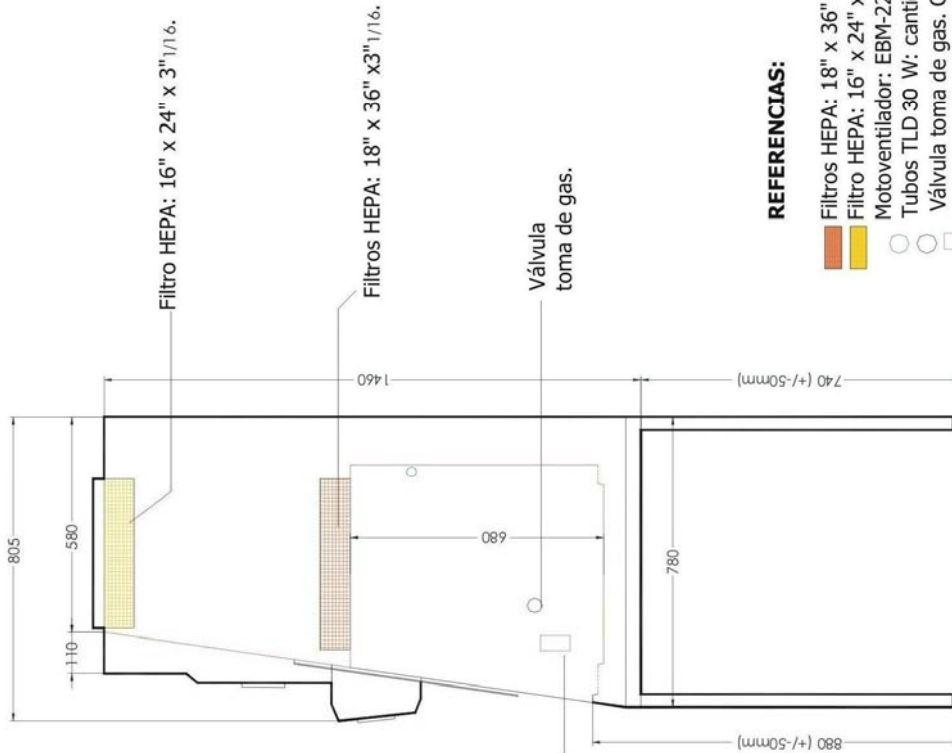 Filtro HEPA: 16" x 24" x 3"1/16.
Filtros HEPA: 18" x 36" x3"1/16.
Válvula
toma de gas.
805
580
110
1460
680
780
740 (+/-50mm)
880 (+/-50mm)
REFERENCIAS:
Filtros HEPA: 18" x 36"
Filtro HEPA: 16" x 24" x
Motoventilador: EBM-22
Tubos TLD 30 W: canti
Válvula toma de gas.